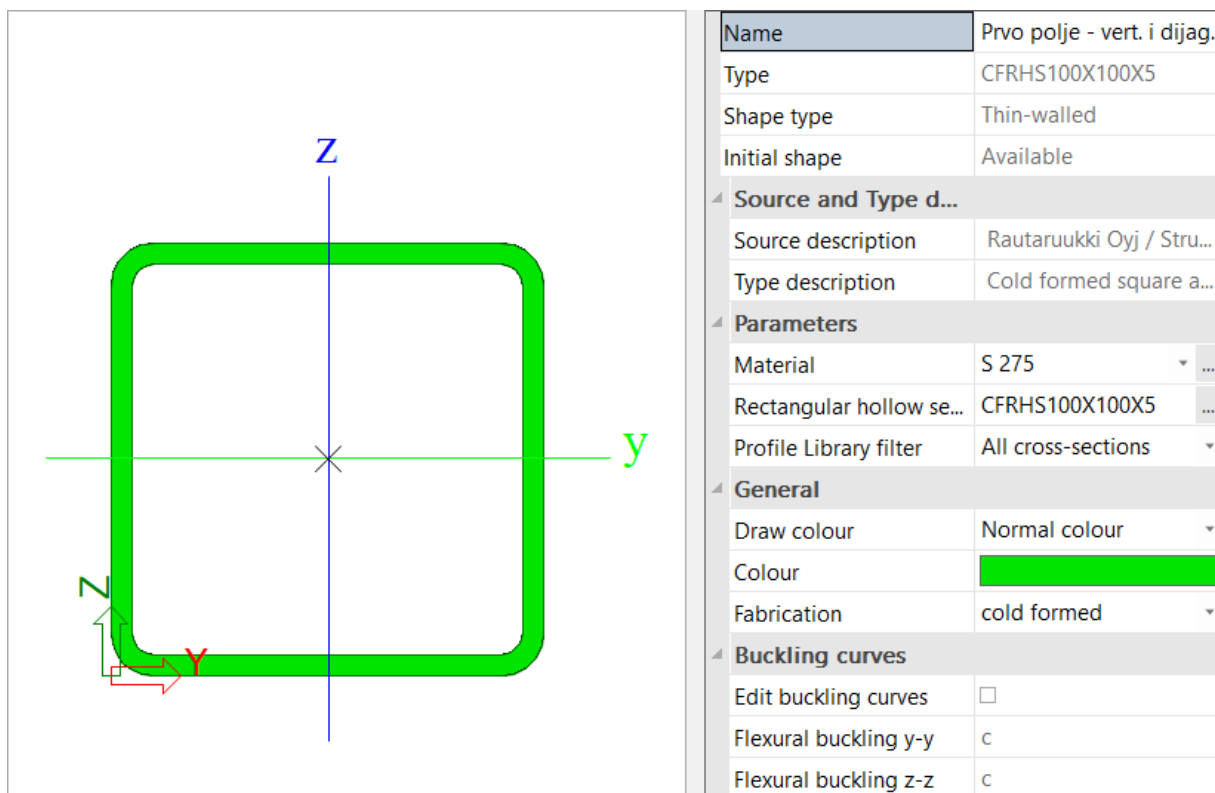 z
y
Z
Y
Name Prvo polje - vert. i dijag.
Type CFRHS100X100X5
Shape type Thin-walled
Initial shape Available
Source and Type d...
Source description Rautaruukki Oyj / Stru...
Type description Cold formed square a...
Parameters
Material S 275 ...
Rectangular hollow se... CFRHS100X100X5 ...
Profile Library filter All cross-sections
General
Draw colour Normal colour
Colour
Fabrication cold formed
Buckling curves
Edit buckling curves
Flexural buckling y-y c
Flexural buckling z-z c